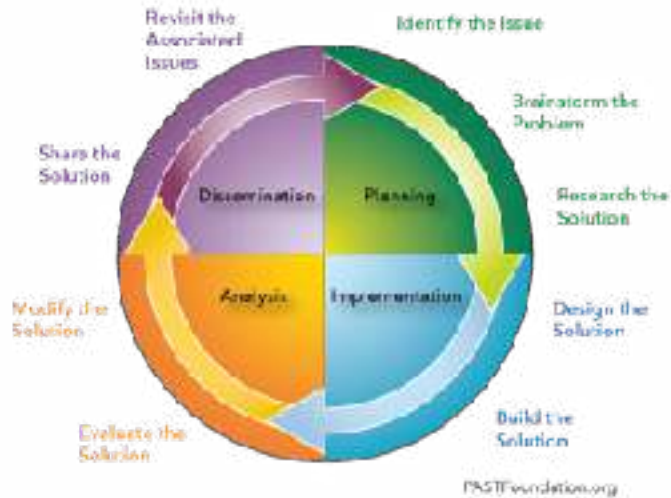 Identify the Issue
Brainstorm the
Problem
Research the
Solution
Design the
Solution
Build the
Solution
Evaluate the
Solution
Modify the
Solution
Share the
Solution
Revisit the
Associated
Issues
Dissemination
Planning
Analysis
Implementation
PASTFoundation.org